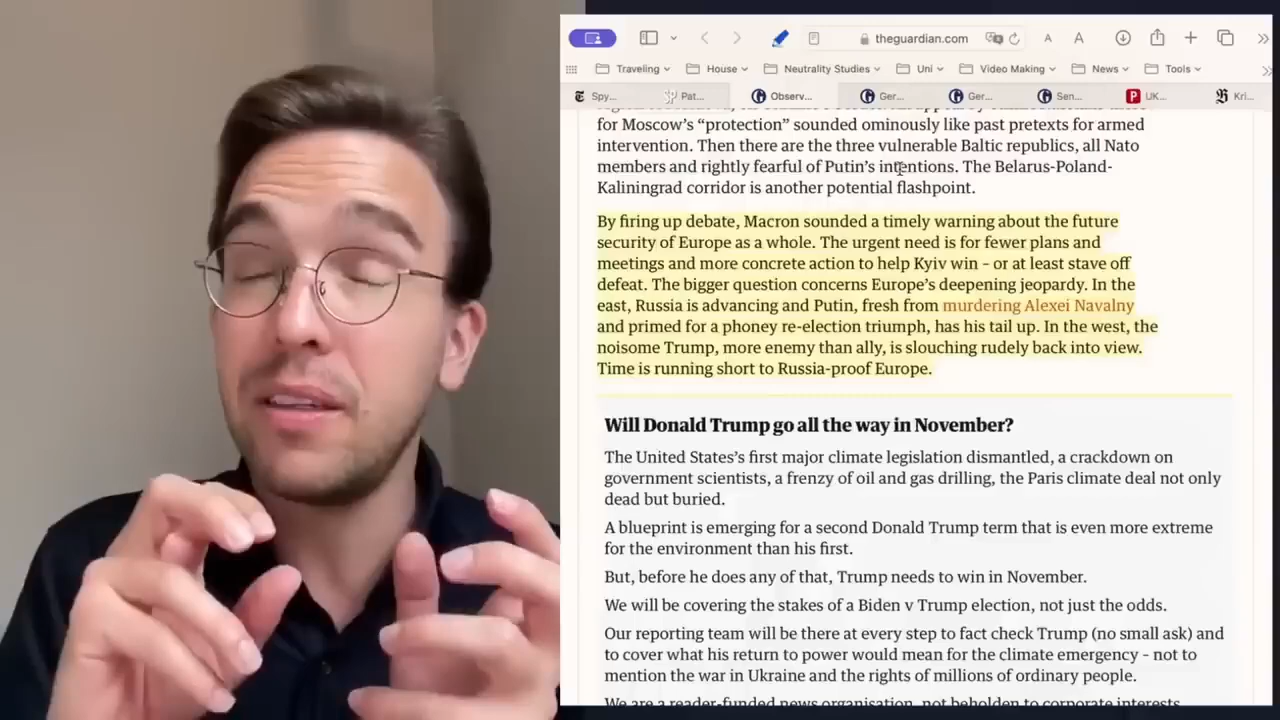 theguardian.com
A A
Traveling House Neutrality Studies Uni Video Making News Tools
Spy... Pat... Observ... Ger... Ger... Sen... UK... Kri...
for Moscow’s “protection” sounded ominously like past pretexts for armed
intervention. Then there are the three vulnerable Baltic republics, all Nato
members and rightly fearful of Putin’s intentions. The Belarus-Poland-
Kaliningrad corridor is another potential flashpoint.
By firing up debate, Macron sounded a timely warning about the future
security of Europe as a whole. The urgent need is for fewer plans and
meetings and more concrete action to help Kyiv win – or at least stave off
defeat. The bigger question concerns Europe’s deepening jeopardy. In the
east, Russia is advancing and Putin, fresh from murdering Alexei Navalny
and primed for a phoney re-election triumph, has his tail up. In the west, the
noisome Trump, more enemy than ally, is slouching rudely back into view.
Time is running short to Russia-proof Europe.
Will Donald Trump go all the way in November?
The United States’s first major climate legislation dismantled, a crackdown on
government scientists, a frenzy of oil and gas drilling, the Paris climate deal not only
dead but buried.
A blueprint is emerging for a second Donald Trump term that is even more extreme
for the environment than his first.
But, before he does any of that, Trump needs to win in November.
We will be covering the stakes of a Biden v Trump election, not just the odds.
Our reporting team will be there at every step to fact check Trump (no small ask) and
to cover what his return to power would mean for the climate emergency – not to
mention the war in Ukraine and the rights of millions of ordinary people.
We are a reader-funded news organisation, not beholden to corporate interests